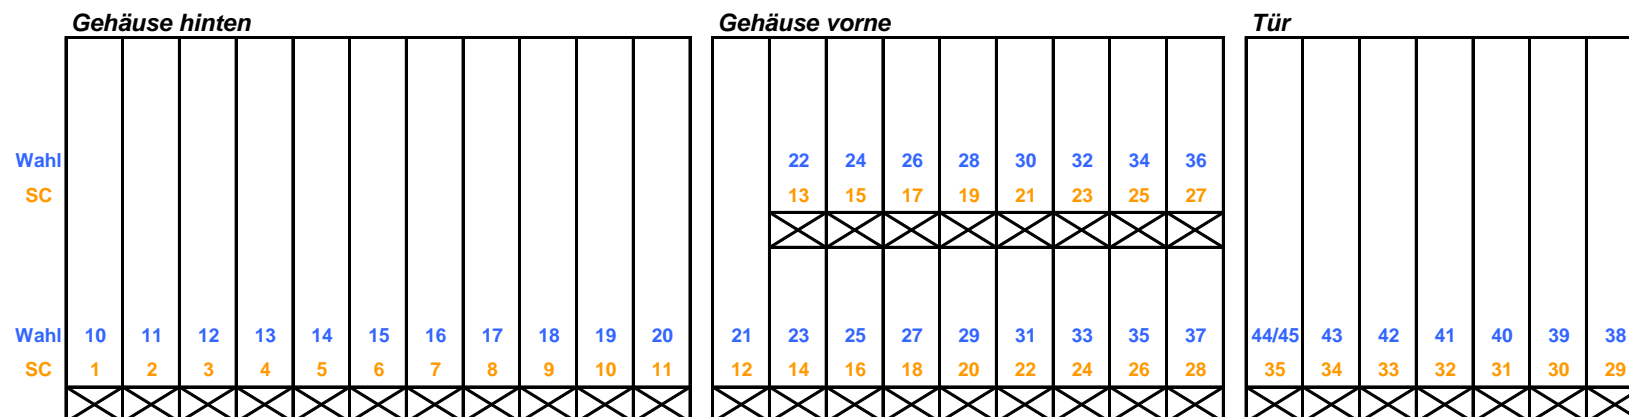 Gehäuse hinten Gehäuse vorne Tür
Wahl 22 24 26 28 30 32 34 36
SC 13 15 17 19 21 23 25 27
Wahl 10 11 12 13 14 15 16 17 18 19 20 21 23 25 27 29 31 33 35 37 44/45 43 42 41 40 39 38
SC 1 2 3 4 5 6 7 8 9 10 11 12 14 16 18 20 22 24 26 28 35 34 33 32 31 30 29